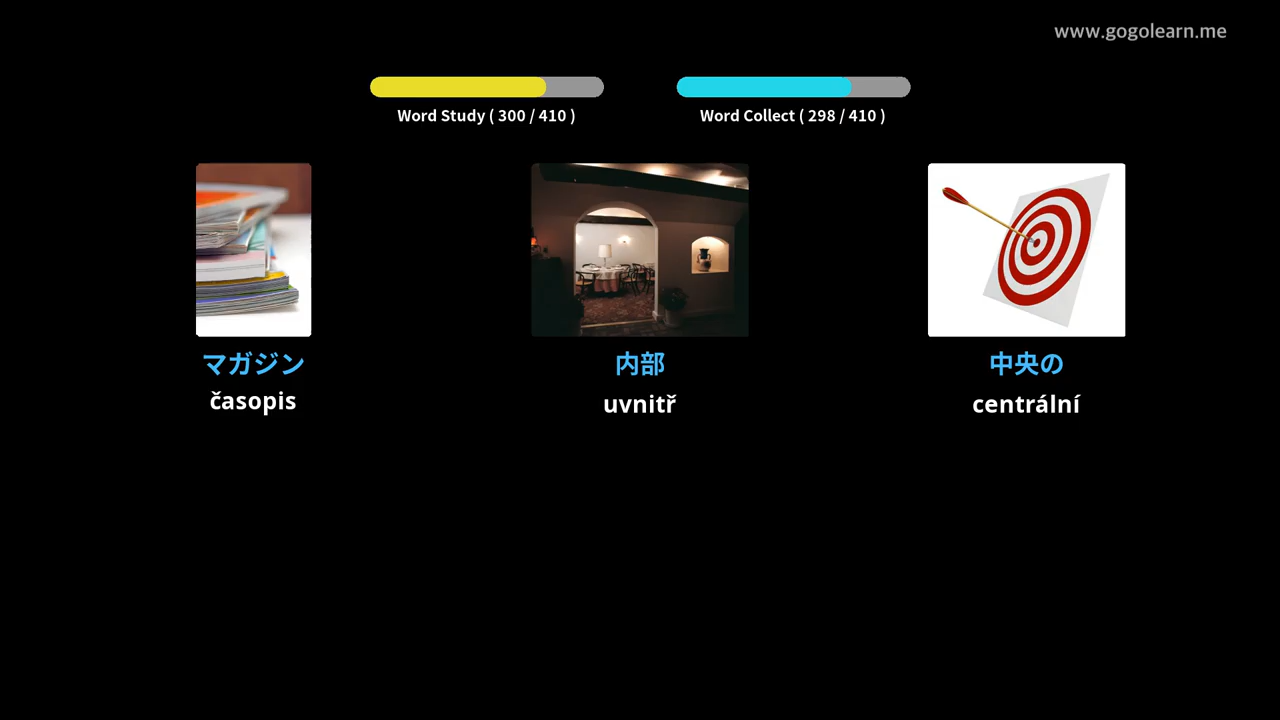 www.gogolearn.me
Word Study ( 300 / 410 )
Word Collect ( 298 / 410 )
マガジン
časopis
内部
uvnitř
中央の
centrální